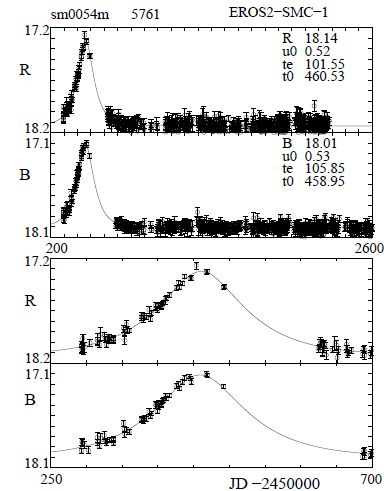 sm0054m 5761 EROS2-SMC-1
17.2
R 18.14
u0 0.52
te 101.55
t0 460.53
R
18.2
17.1
B 18.01
u0 0.53
te 105.85
t0 458.95
B
18.1
200 2600
17.2
R
18.2
17.1
B
18.1
250 JD -2450000 700